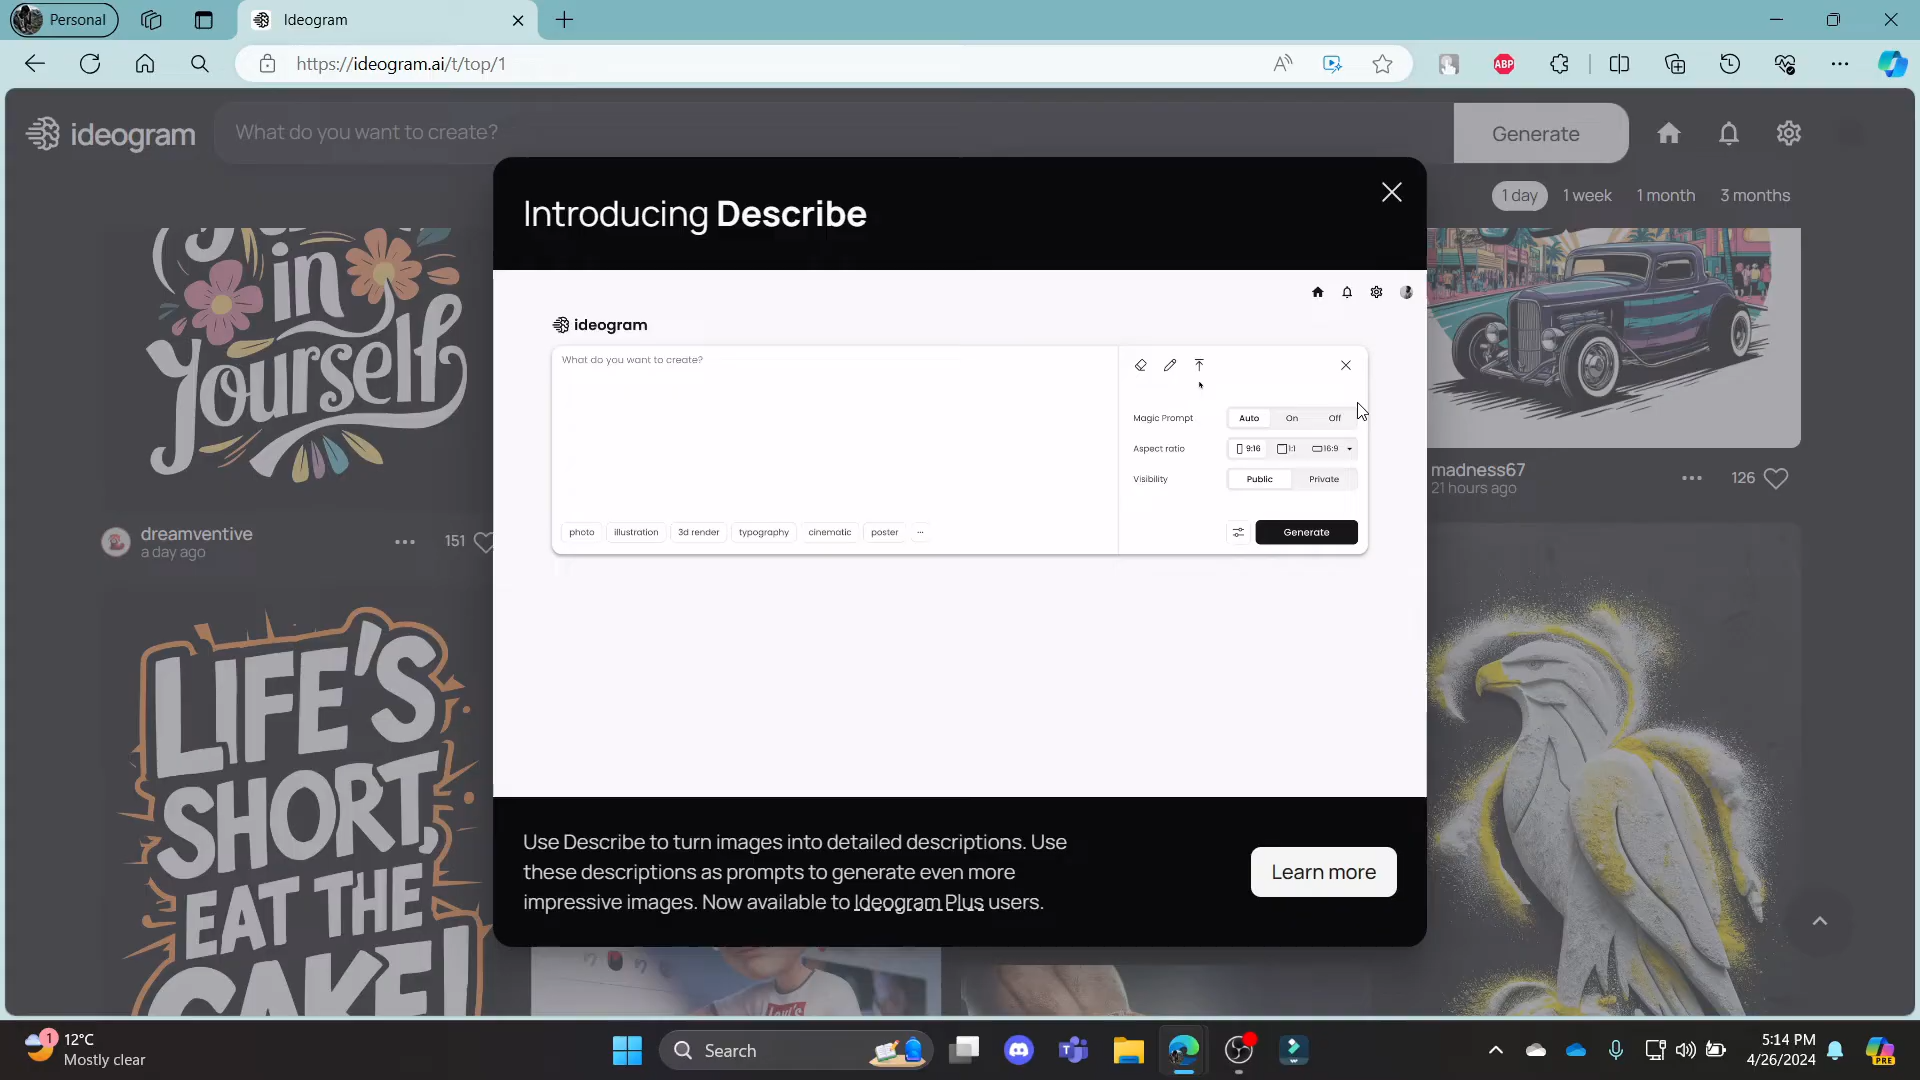 Personal
Ideogram
https://ideogram.ai/t/top/1
ABP
ideogram
What do you want to create?
Generate
1 day
1 week
1 month
3 months
Introducing Describe
ideogram
What do you want to create?
Magic Prompt
Auto
On
Off
Aspect ratio
9:16
1:1
16:9
Visibility
Public
Private
photo
illustration
3d render
typography
cinematic
poster
Generate
Use Describe to turn images into detailed descriptions. Use
these descriptions as prompts to generate even more
impressive images. Now available to Ideogram Plus users.
Learn more
in
yourself
dreamventive
a day ago
151
LIFE'S
SHORT,
EAT THE
CAKE!
madness67
21 hours ago
126
1
12°C
Mostly clear
Search
5:14 PM
4/26/2024
PRE